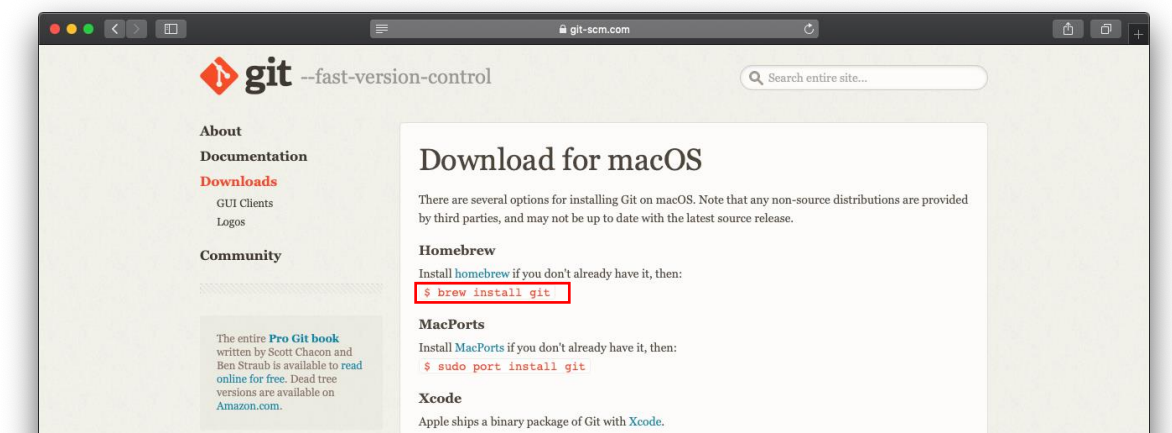 git-scm.com
git --fast-version-control
Search entire site...
About
Documentation
Downloads
GUI Clients
Logos
Community
The entire Pro Git book
written by Scott Chacon and
Ben Straub is available to read
online for free. Dead tree
versions are available on
Amazon.com.
Download for macOS
There are several options for installing Git on macOS. Note that any non-source distributions are provided
by third parties, and may not be up to date with the latest source release.
Homebrew
Install homebrew if you don't already have it, then:
$ brew install git
MacPorts
Install MacPorts if you don't already have it, then:
$ sudo port install git
Xcode
Apple ships a binary package of Git with Xcode.